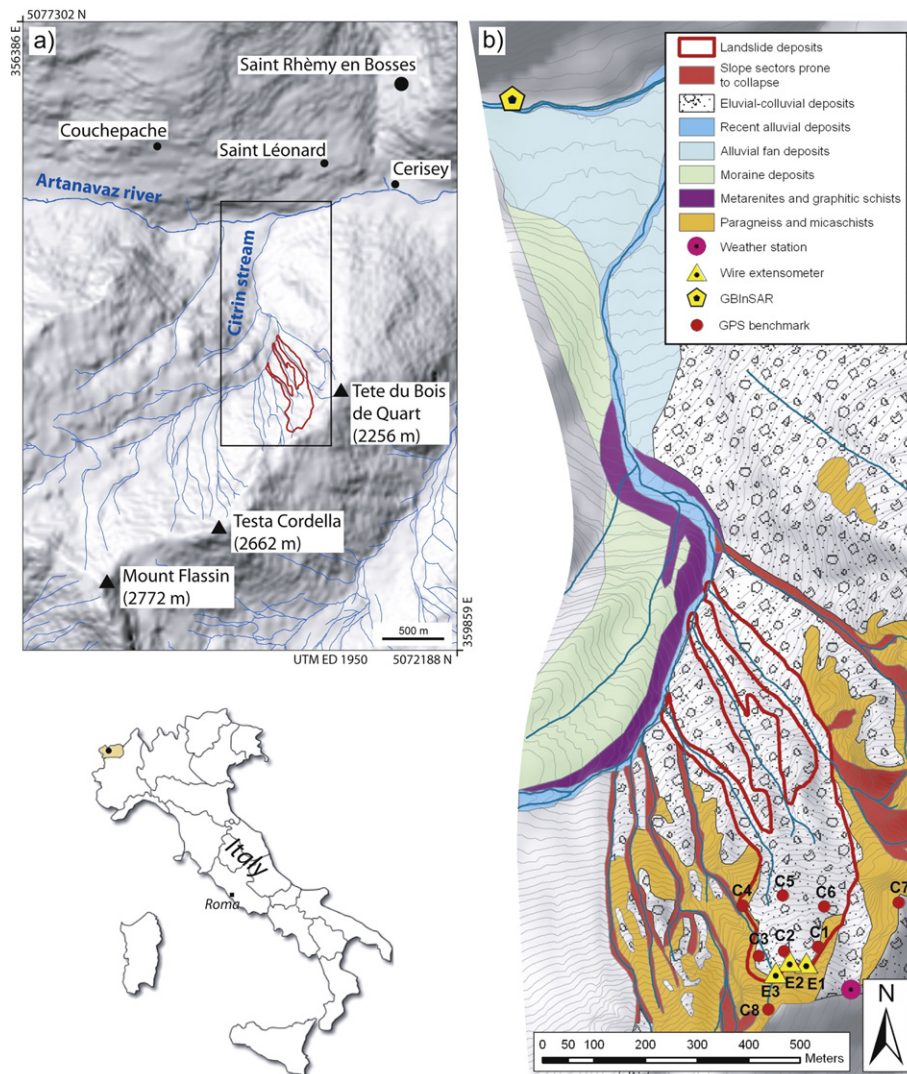 5077302 N
356386 E
a)
Saint Rhèmy en Bosses
Couchepache
Saint Léonard
Cerisey
Artanavaz river
Citrin stream
Tete du Bois
de Quart
(2256 m)
Testa Cordella
(2662 m)
Mount Flassin
(2772 m)
500 m
3599859 E
UTM ED 1950
5072188 N
Italy
Roma
b)
Landslide deposits
Slope sectors prone
to collapse
Eluvial-colluvial deposits
Recent alluvial deposits
Alluvial fan deposits
Moraine deposits
Metarenites and graphitic schists
Paragneiss and micaschists
Weather station
Wire extensometer
GBInSAR
GPS benchmark
C4
C5
C6
C7
C3
C2
C1
E3
E2
E1
C8
N
0 50 100 200 300 400 500
Meters